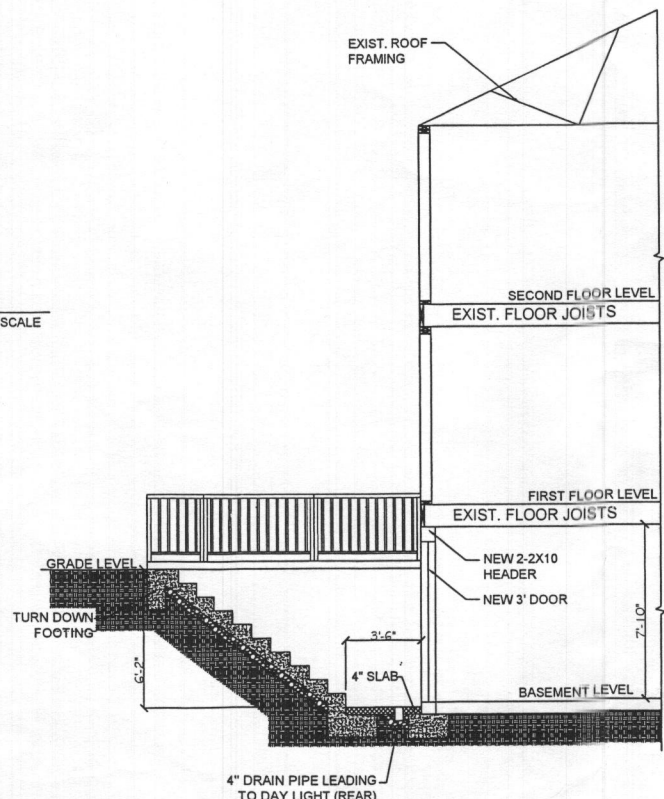 EXIST. ROOF
FRAMING
SECOND FLOOR LEVEL
SCALE
EXIST. FLOOR JOISTS
FIRST FLOOR LEVEL
EXIST. FLOOR JOISTS
GRADE LEVEL
NEW 2-2X10
HEADER
NEW 3' DOOR
TURN DOWN
FOOTING
3'-6"
7'-10"
6'-2"
4" SLAB
BASEMENT LEVEL
4" DRAIN PIPE LEADING
TO DAY LIGHT (REAR)